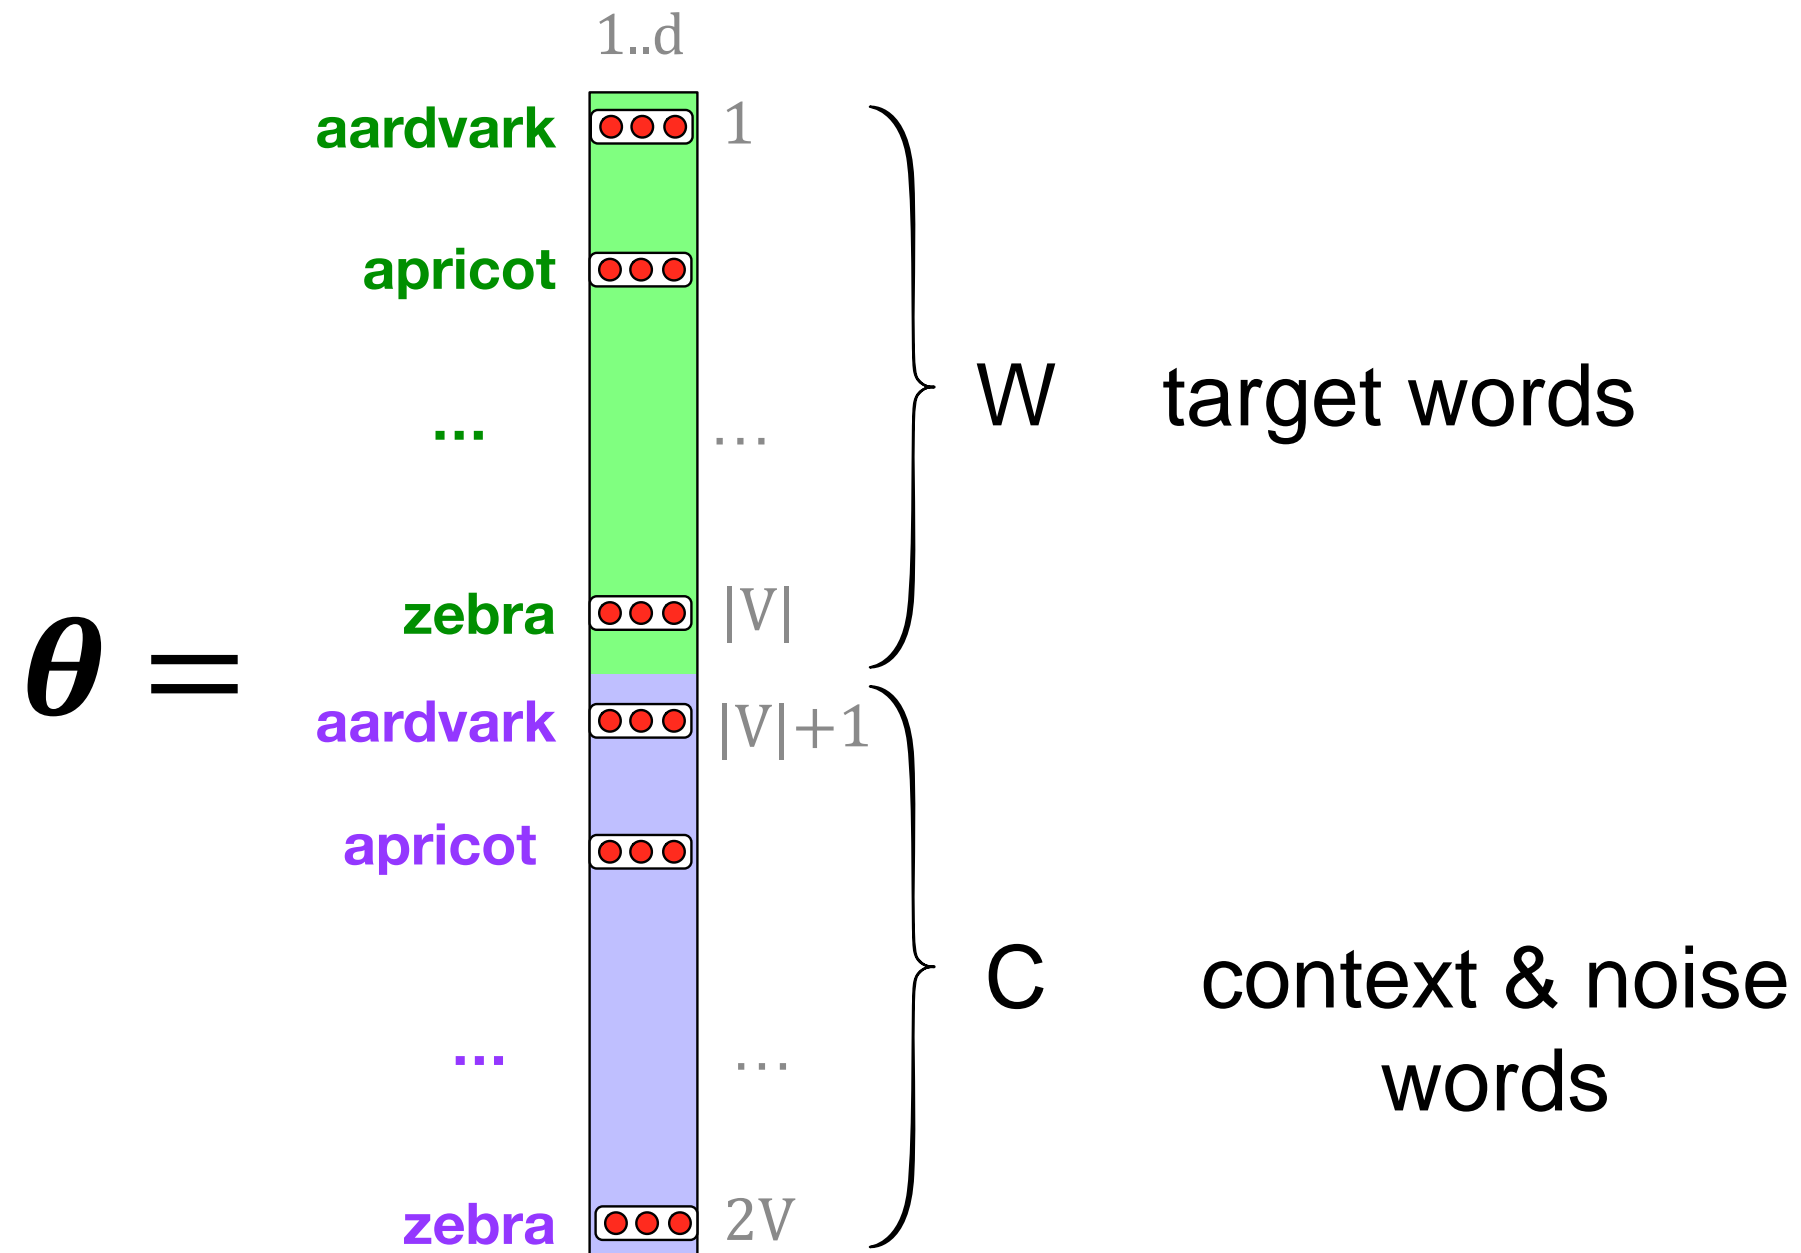 1..d
aardvark 1
apricot
... ...
W target words
zebra |V|
θ =
aardvark |V|+1
apricot
C context & noise
words
... ...
zebra 2V